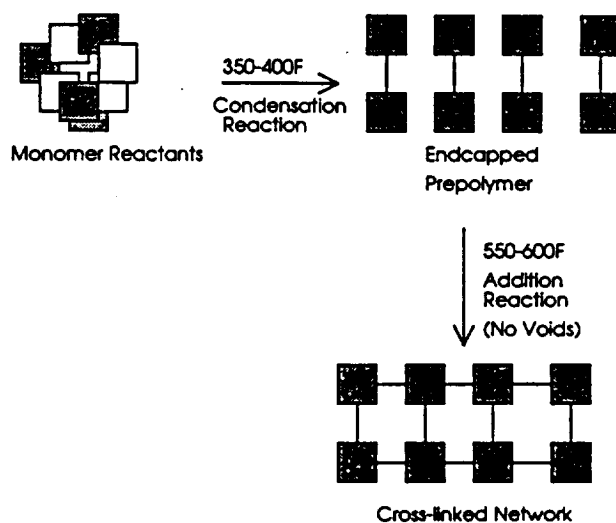 350-400F
Condensation
Reaction
Monomer Reactants
Endcapped
Prepolymer
550-600F
Addition
Reaction
(No Voids)
Cross-linked Network